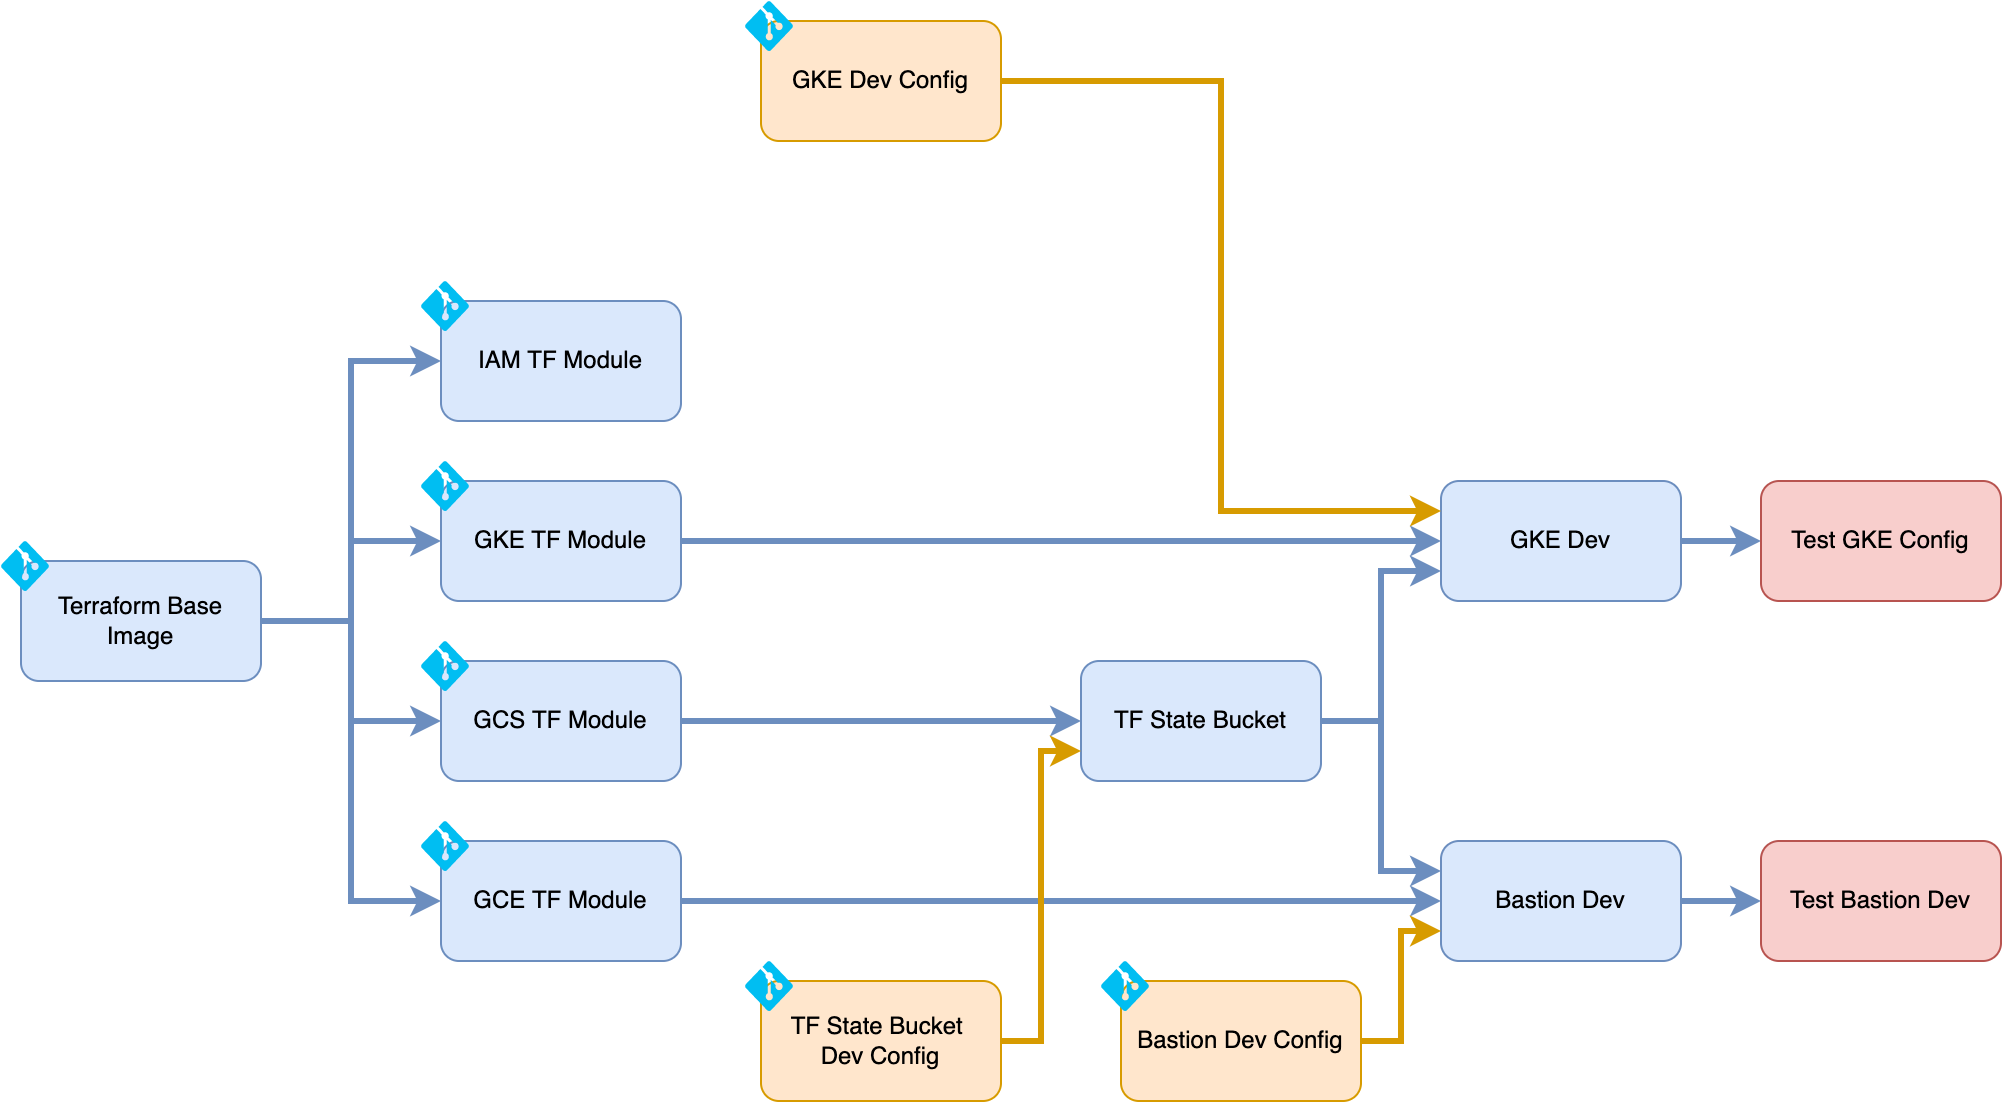 GKE Dev Config
IAM TF Module
GKE TF Module
GKE Dev
Test GKE Config
Terraform Base
Image
GCS TF Module
TF State Bucket
GCE TF Module
Bastion Dev
Test Bastion Dev
TF State Bucket
Dev Config
Bastion Dev Config